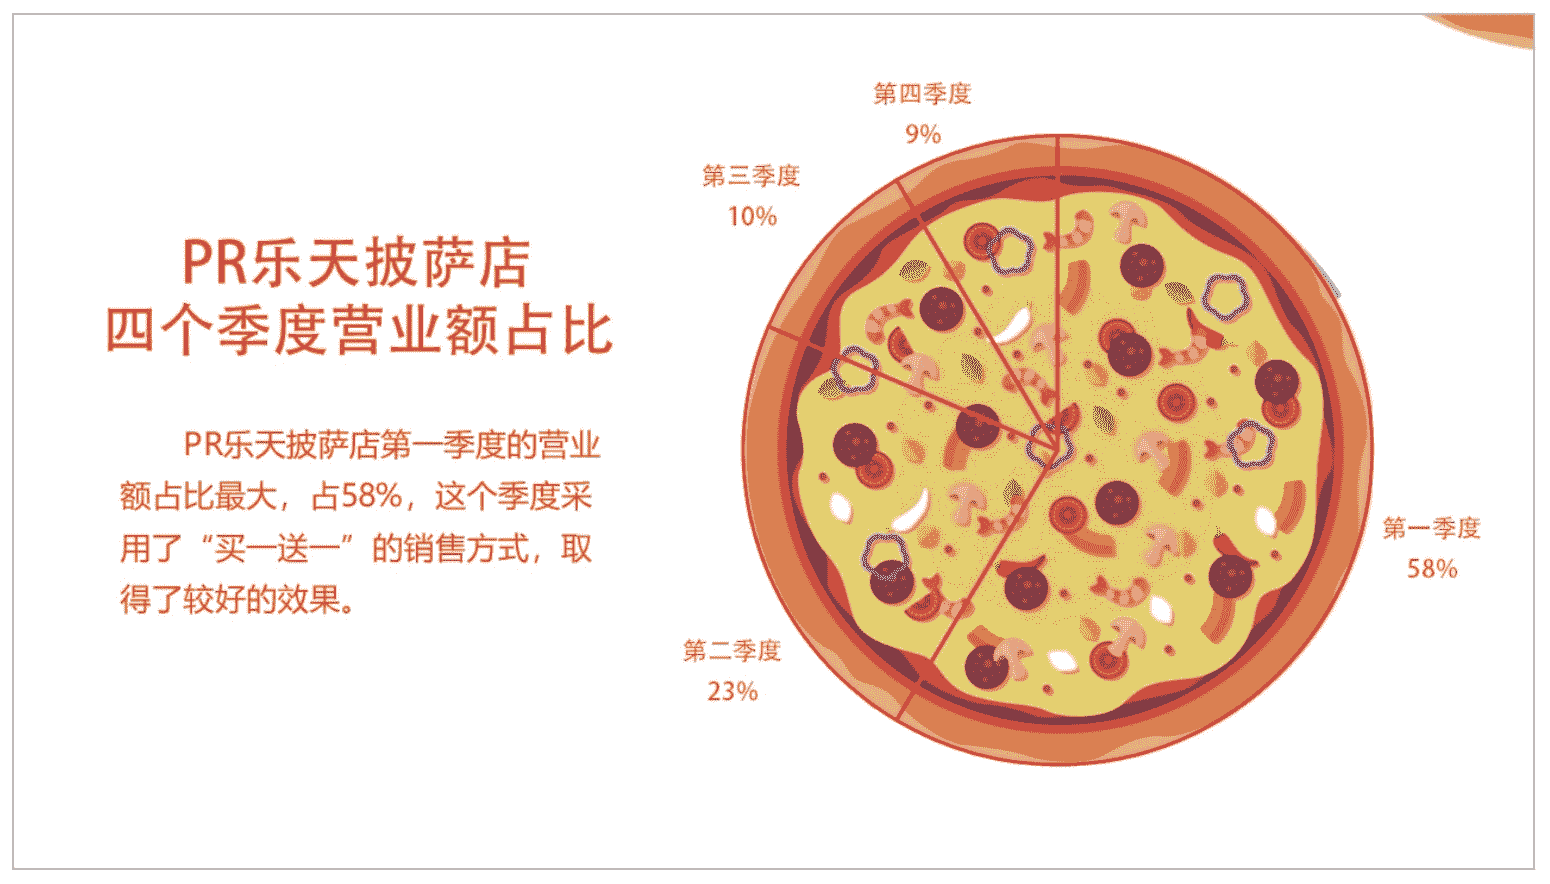 PR乐天披萨店
四个季度营业额占比
PR乐天披萨店第一季度的营业
额占比最大，占58%，这个季度采
用了“买一送一”的销售方式，取
得了较好的效果。
第四季度
9%
第三季度
10%
第一季度
58%
第二季度
23%